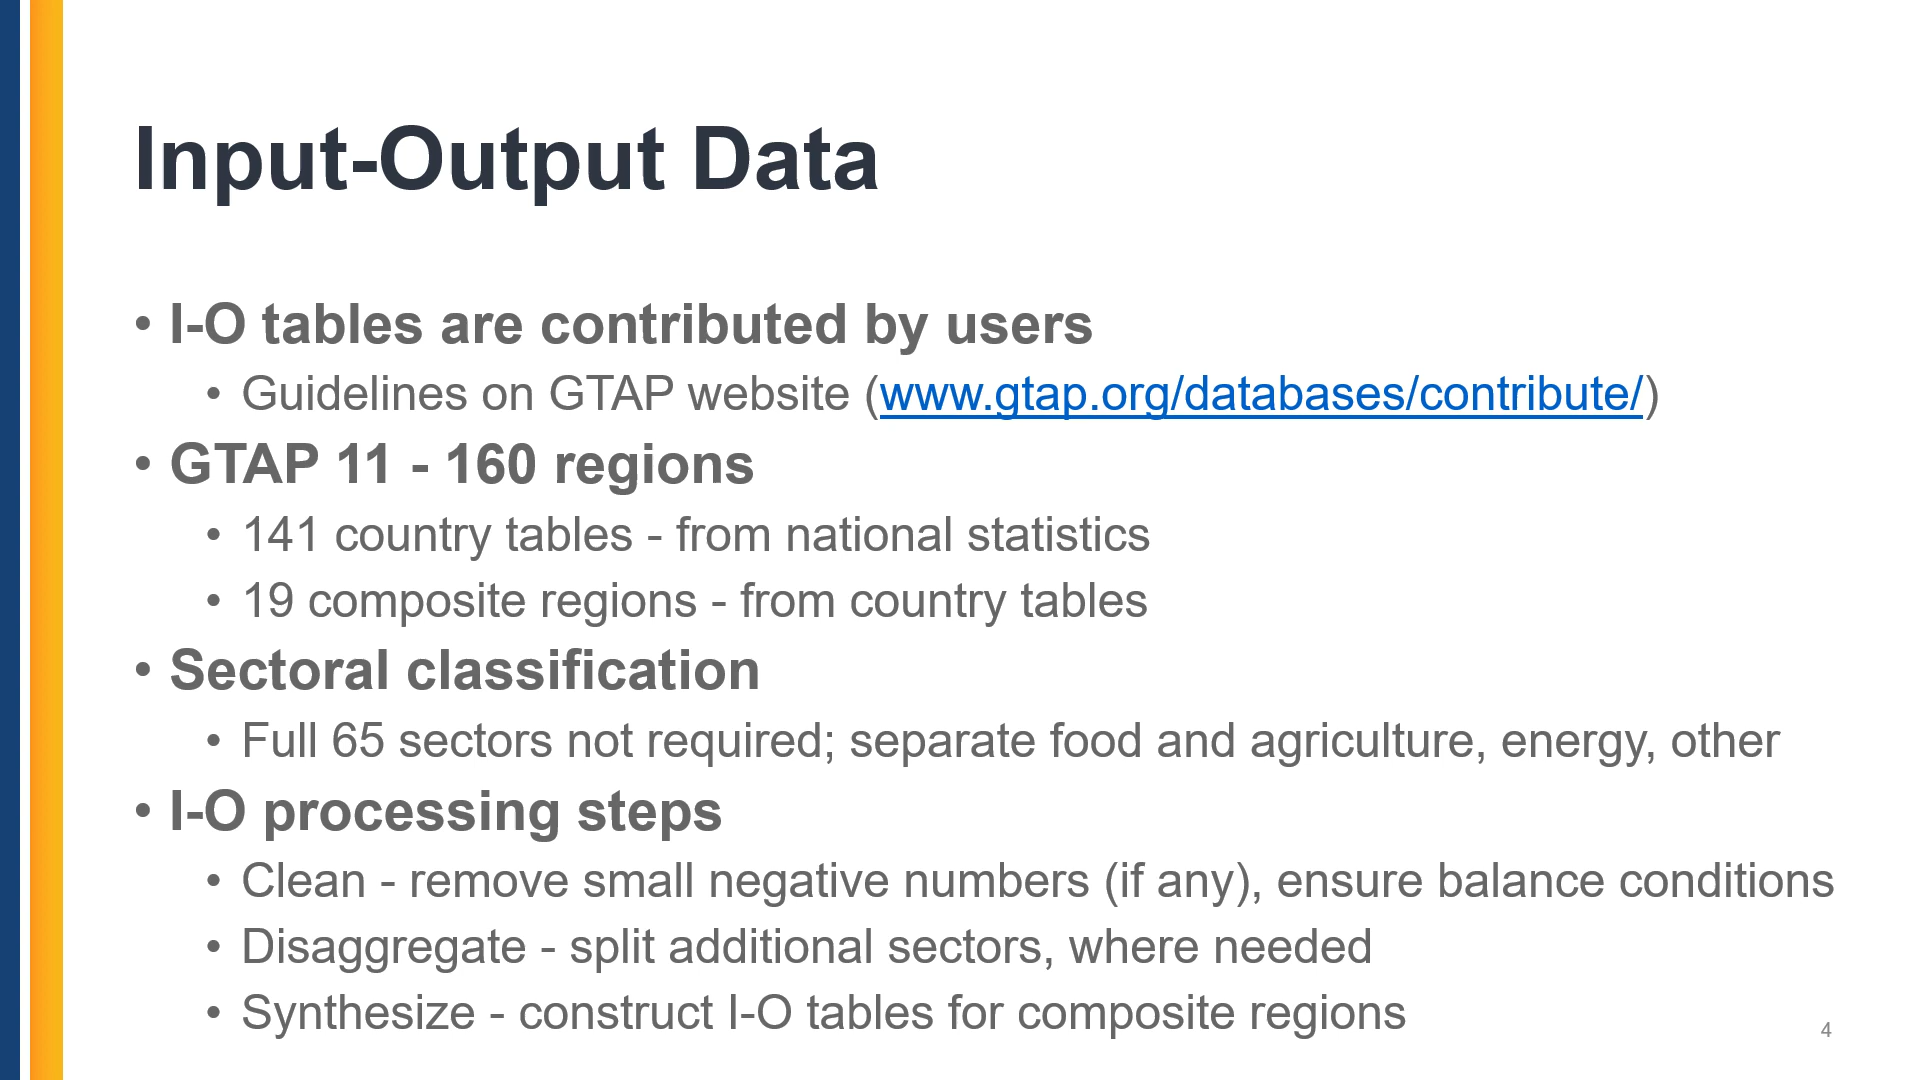 Input-Output Data
• I-O tables are contributed by users
• Guidelines on GTAP website (www.gtap.org/databases/contribute/)
• GTAP 11 - 160 regions
• 141 country tables - from national statistics
• 19 composite regions - from country tables
• Sectoral classification
• Full 65 sectors not required; separate food and agriculture, energy, other
• I-O processing steps
• Clean - remove small negative numbers (if any), ensure balance conditions
• Disaggregate - split additional sectors, where needed
• Synthesize - construct I-O tables for composite regions
4